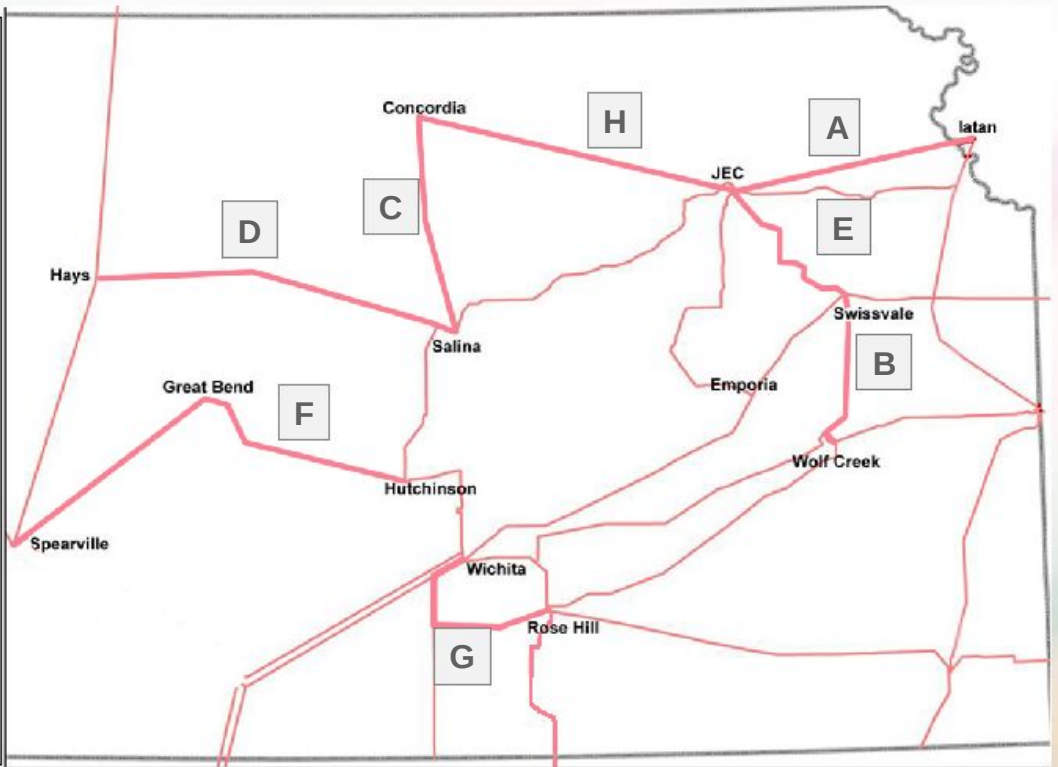 Concordia
H
A
Iatan
JEC
C
D
E
Hays
Swissvale
Salina
B
Great Bend
Emporia
F
Wolf Creek
Hutchinson
Spearville
Wichita
Rose Hill
G